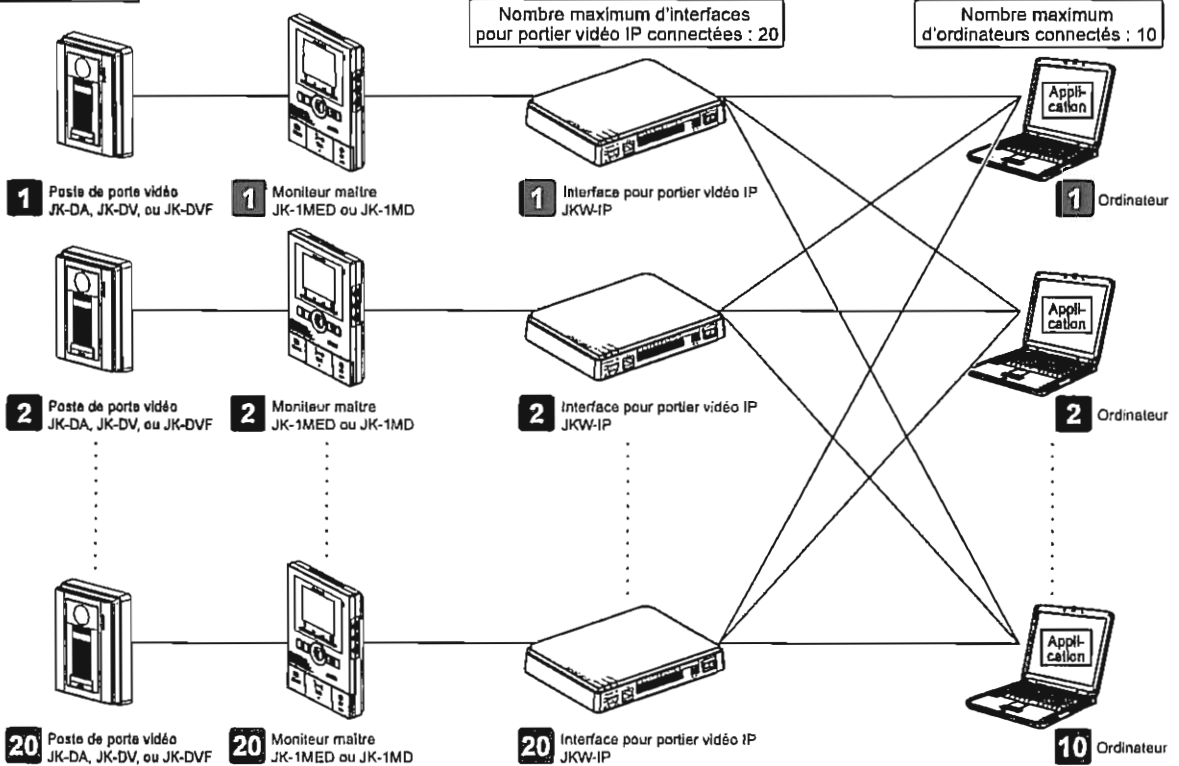 Nombre maximum d'interfaces
pour portier vidéo IP connectées : 20
Nombre maximum
d'ordinateurs connectés : 10
Appli-
cation
1 Poste de porte vidéo
JK-DA, JK-DV, ou JK-DVF
1 Moniteur maître
JK-1MED ou JK-1MD
1 Interface pour portier vidéo IP
JKW-IP
1 Ordinateur
Appli-
cation
2 Poste de porte vidéo
JK-DA, JK-DV, ou JK-DVF
2 Moniteur maître
JK-1MED ou JK-1MD
2 Interface pour portier vidéo IP
JKW-IP
2 Ordinateur
Appli-
cation
20 Poste de porte vidéo
JK-DA, JK-DV, ou JK-DVF
20 Moniteur maître
JK-1MED ou JK-1MD
20 Interface pour portier vidéo IP
JKW-IP
10 Ordinateur